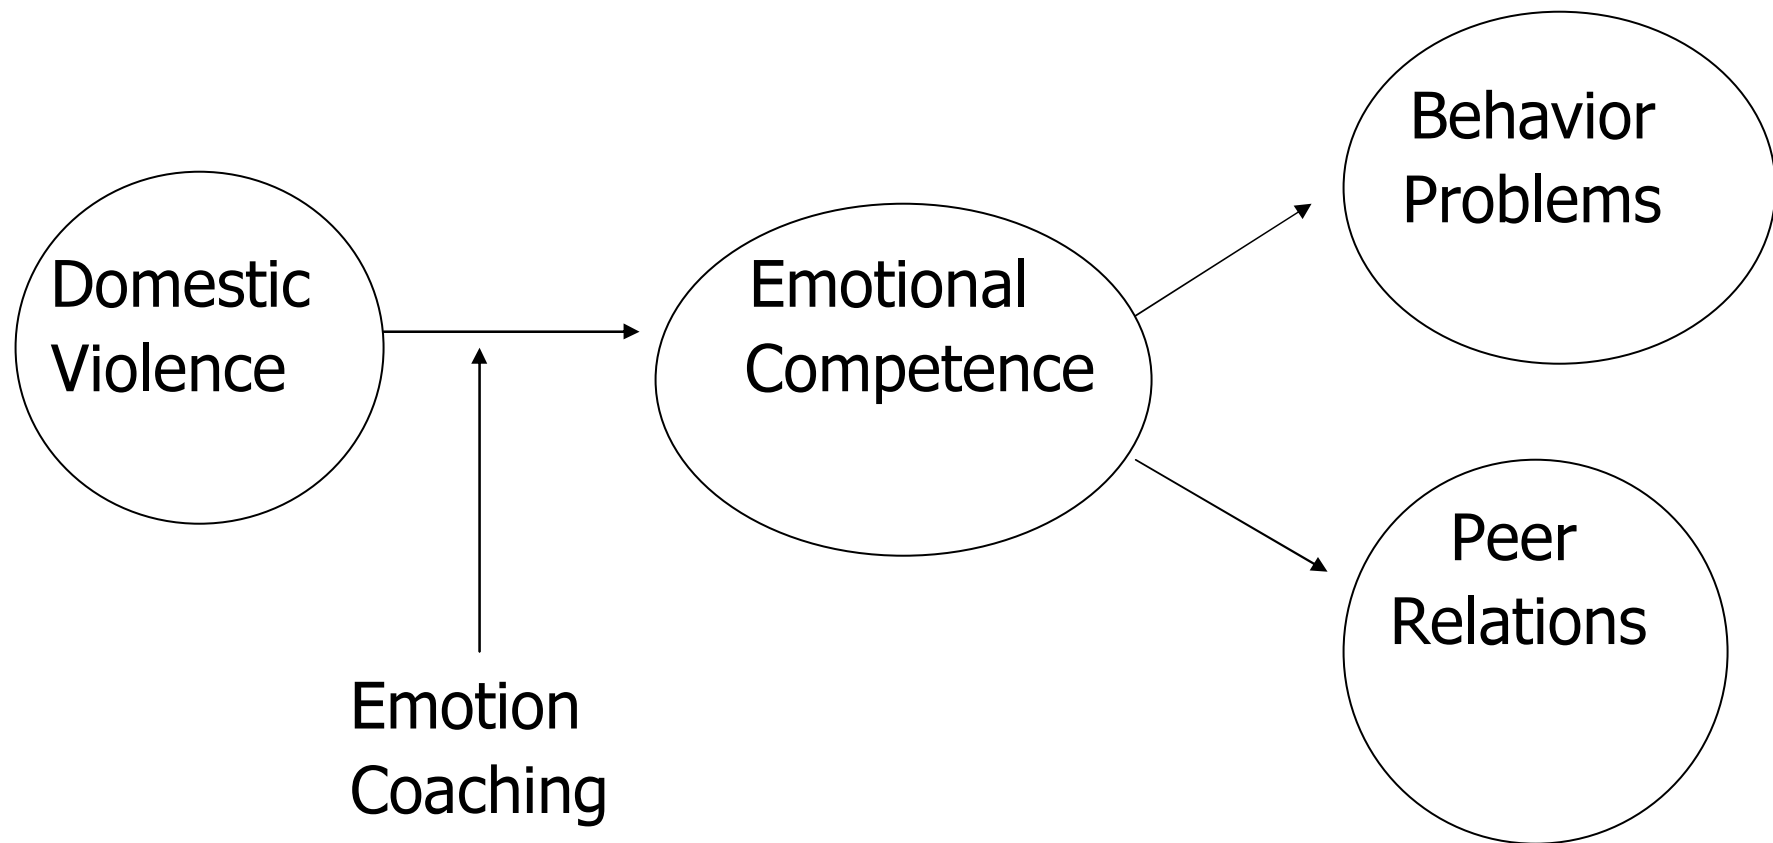 Domestic
Violence
Emotion
Coaching
Emotional
Competence
Behavior
Problems
Peer
Relations